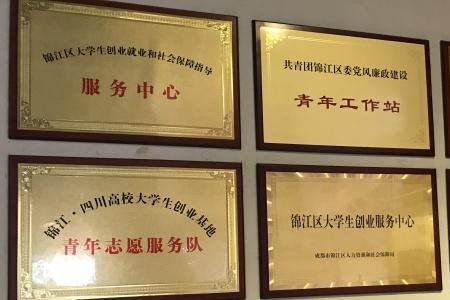 锦江区大学生创业就业和社会保障指导
服务中心
共青团锦江区委党风廉政建设
青年工作站
锦江·四川高校大学生创业基地
青年志愿服务队
锦江区大学生创业服务中心
成都市锦江区人力资源和社会保障局